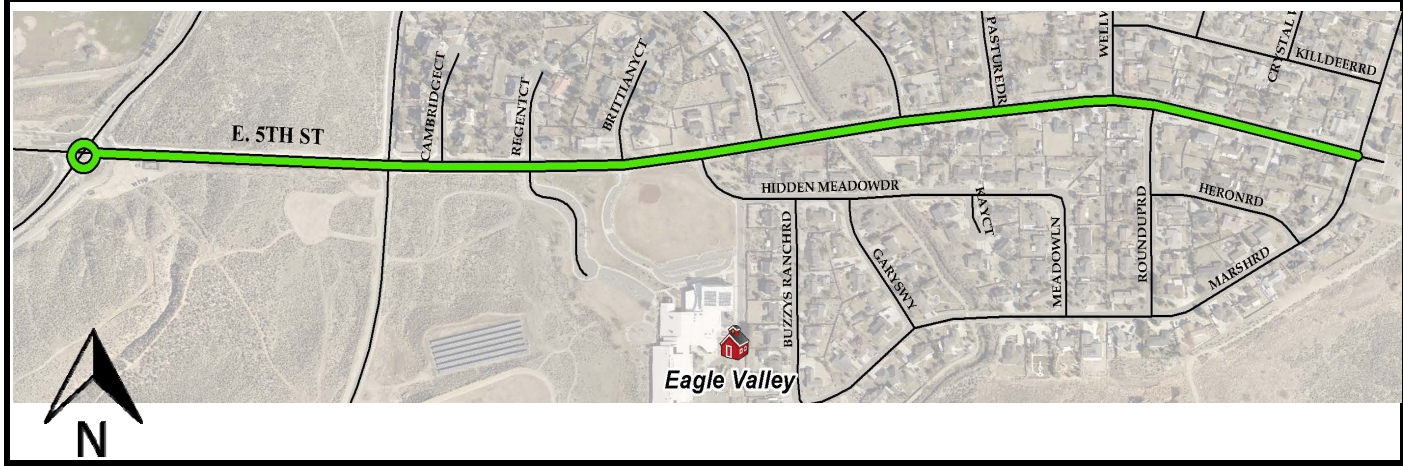 PASTUREDR
KILLDEERRD
CAMBRIDGECT
REGENTCT
BRITTIANYCT
E. 5TH ST
HIDDEN MEADOWDR
KAYCT
HERONRD
BUZZYS RANCHRD
GARYSWY
MEADOWLN
ROUNDUPRD
MARSHRD
Eagle Valley
N